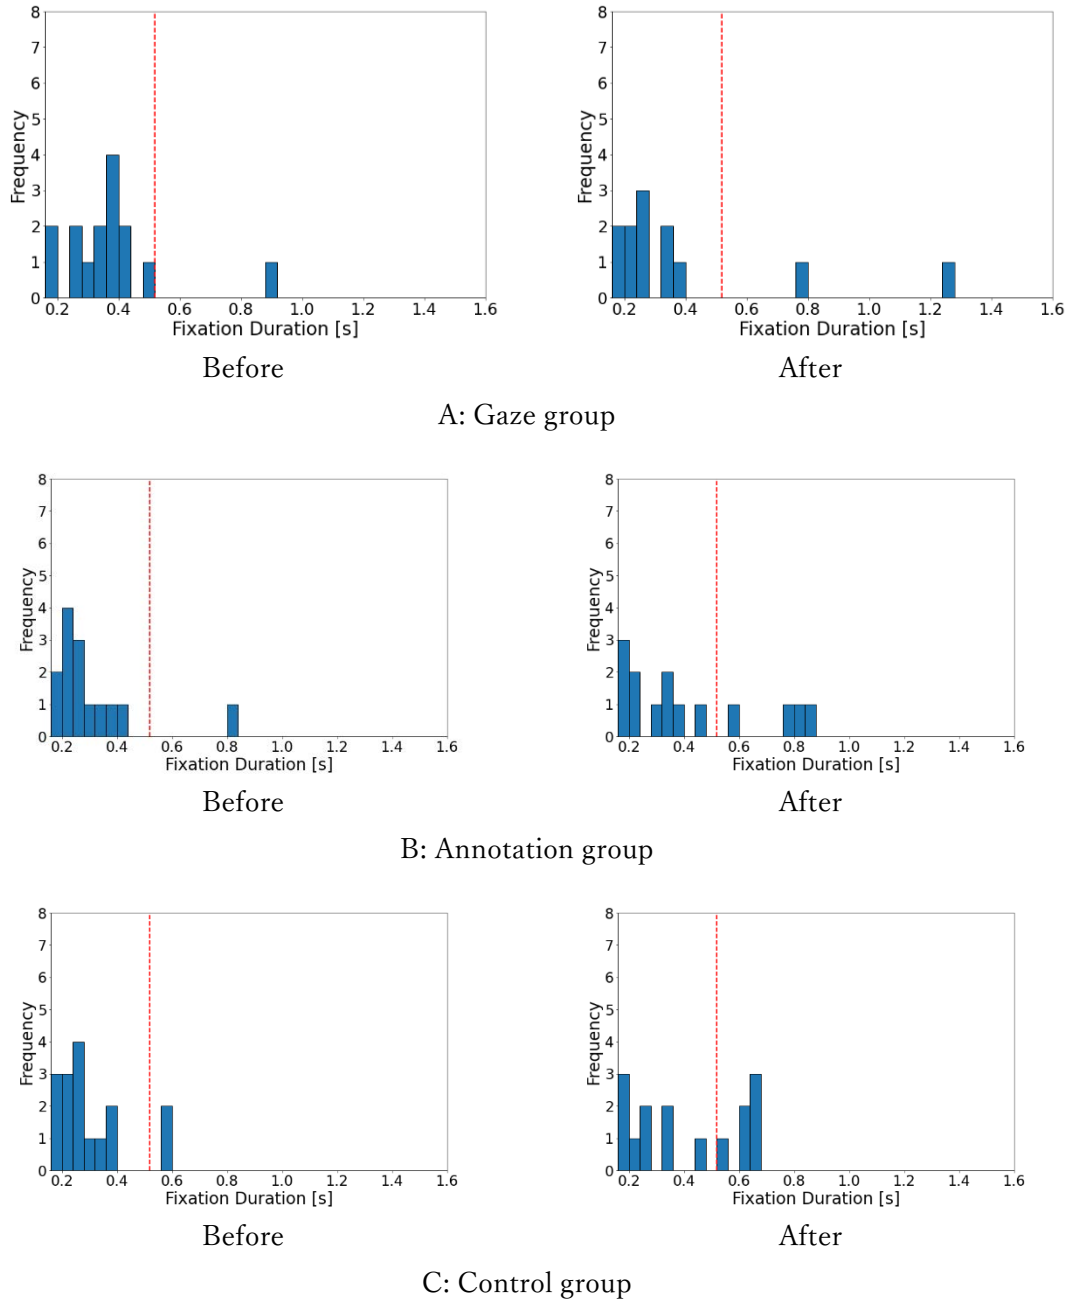 8 8
7 7
6 6
5 5
Frequency Frequency
4 4
3 3
2 2
1 1
0 0
0.2 0.4 0.6 0.8 1.0 1.2 1.4 1.6 0.2 0.4 0.6 0.8 1.0 1.2 1.4 1.6
Fixation Duration [s] Fixation Duration [s]
Before After
A: Gaze group
8 8
7 7
6 6
5 5
Frequency Frequency
4 4
3 3
2 2
1 1
0 0
0.2 0.4 0.6 0.8 1.0 1.2 1.4 1.6 0.2 0.4 0.6 0.8 1.0 1.2 1.4 1.6
Fixation Duration [s] Fixation Duration [s]
Before After
B: Annotation group
8 8
7 7
6 6
5 5
Frequency Frequency
4 4
3 3
2 2
1 1
0 0
0.2 0.4 0.6 0.8 1.0 1.2 1.4 1.6 0.2 0.4 0.6 0.8 1.0 1.2 1.4 1.6
Fixation Duration [s] Fixation Duration [s]
Before After
C: Control group